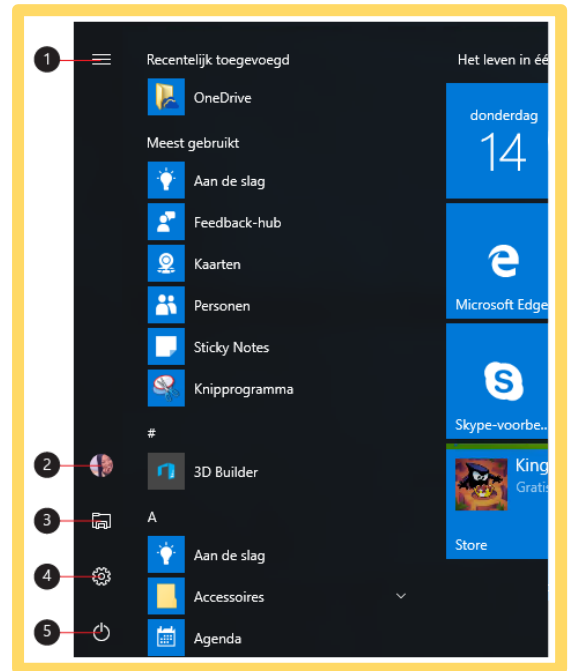 1
Recentelijk toegevoegd
OneDrive
Meest gebruikt
Aan de slag
Feedback-hub
Kaarten
Personen
Sticky Notes
Knipprogramma
#
2
3D Builder
3
A
Aan de slag
4
Accessoires
5
Agenda
Het leven in éé
donderdag
14
Microsoft Edge
S
Skype-voorbe..
King
Gratis
Store